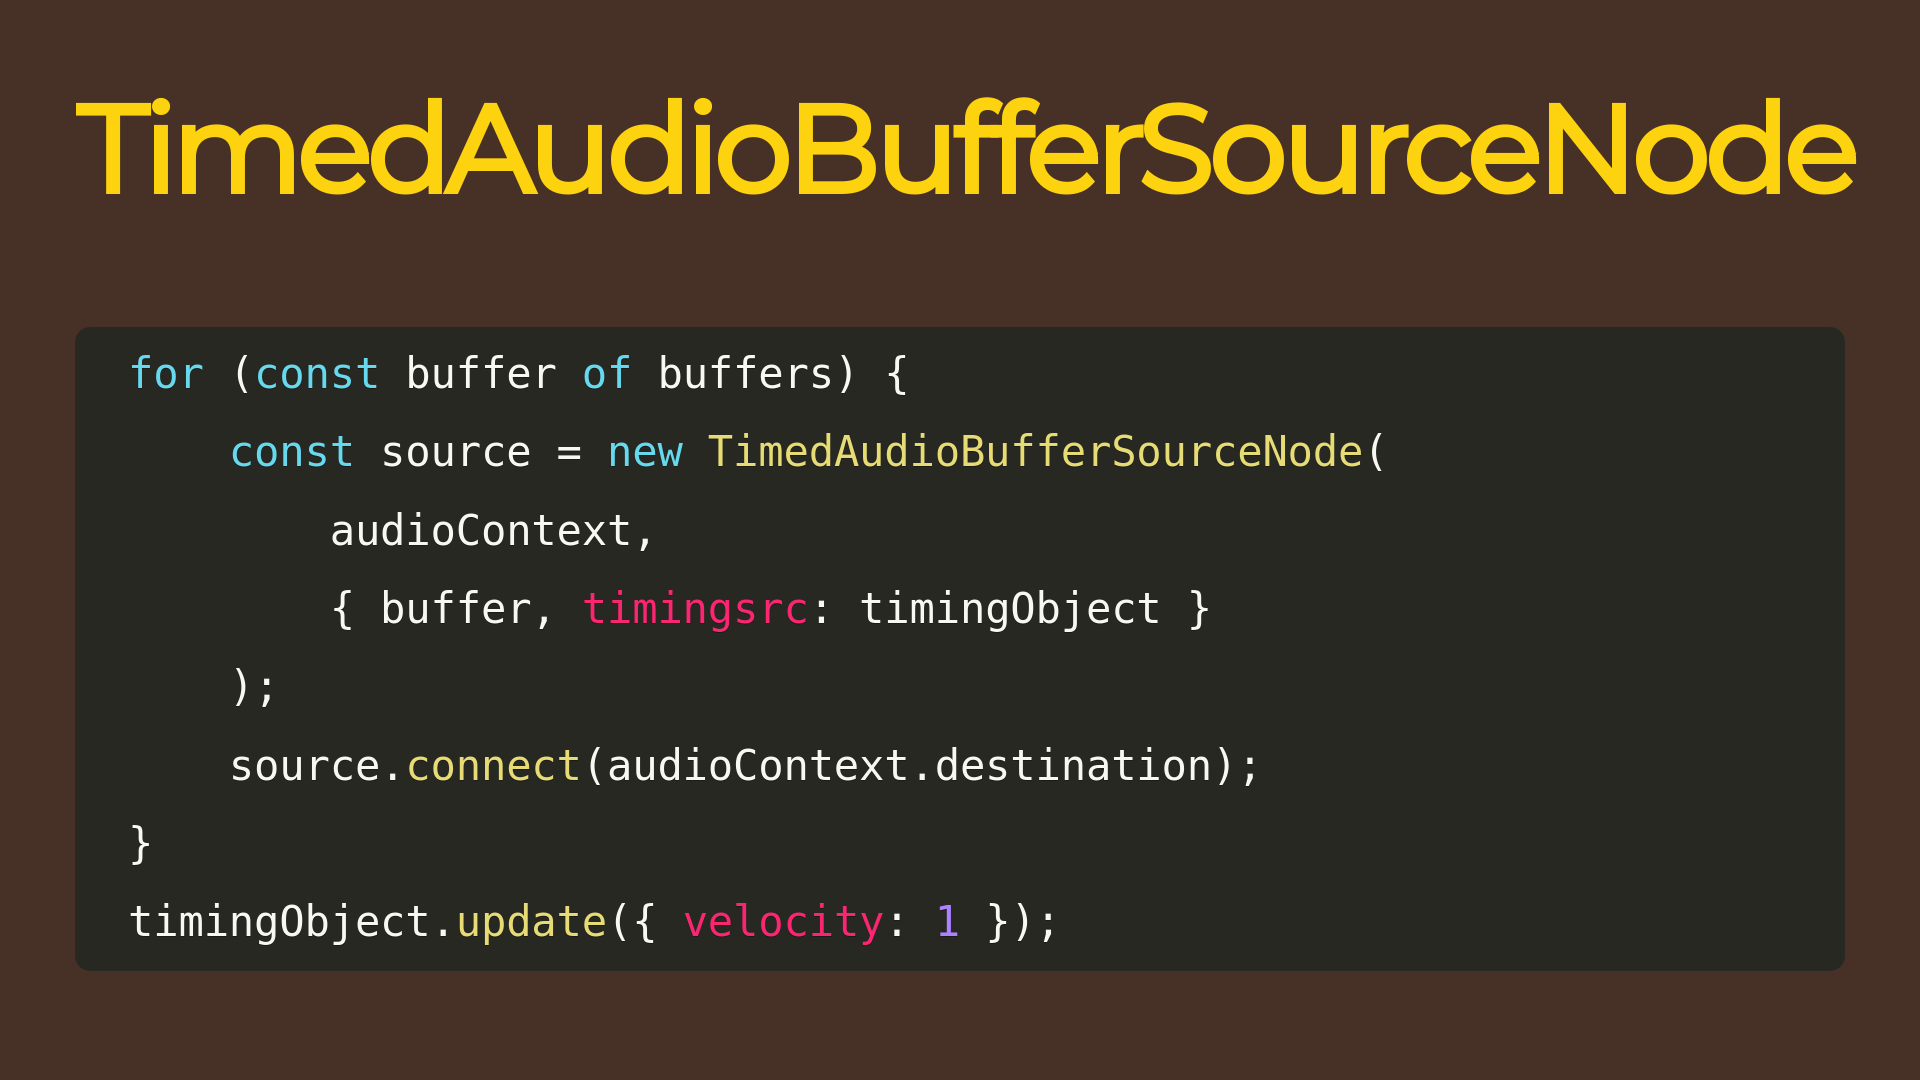 TimedAudioBufferSourceNode
for (const buffer of buffers) {
    const source = new TimedAudioBufferSourceNode(
        audioContext,
        { buffer, timingsrc: timingObject }
    );
    source.connect(audioContext.destination);
}
timingObject.update({ velocity: 1 });